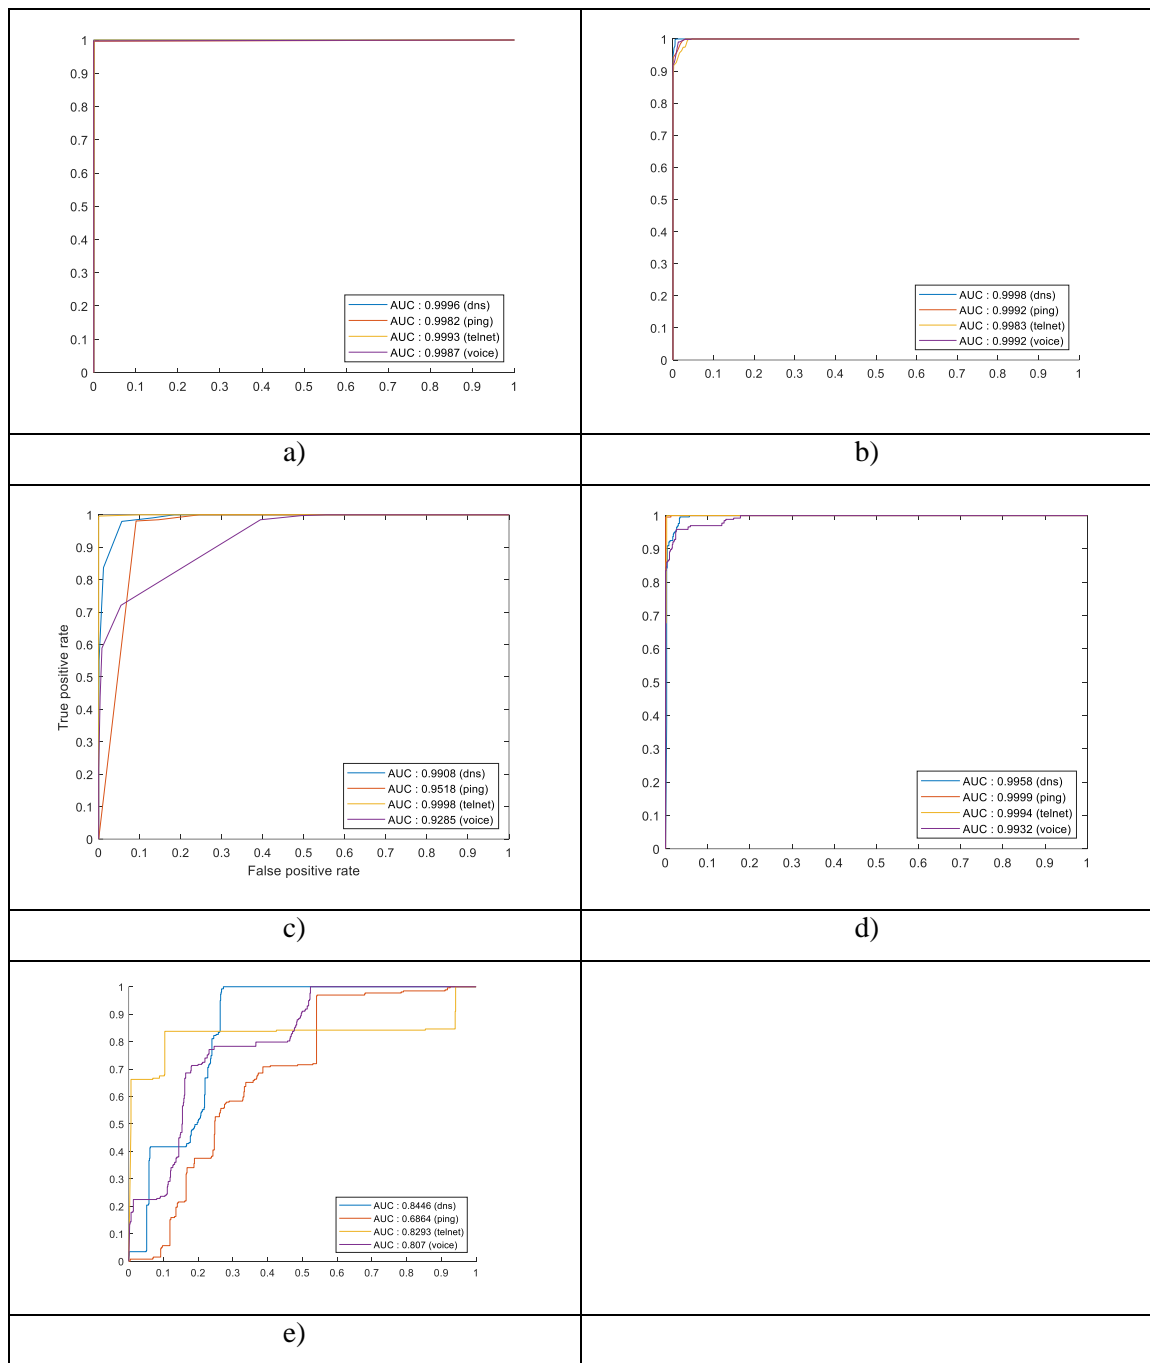 1
0.9
0.8
0.7
0.6
0.5
0.4
0.3
0.2
0.1
0
0 0.1 0.2 0.3 0.4 0.5 0.6 0.7 0.8 0.9 1
AUC : 0.9996 (dns)
AUC : 0.9982 (ping)
AUC : 0.9993 (telnet)
AUC : 0.9987 (voice)
a)
1
0.9
0.8
0.7
0.6
0.5
0.4
0.3
0.2
0.1
0
0 0.1 0.2 0.3 0.4 0.5 0.6 0.7 0.8 0.9 1
AUC : 0.9998 (dns)
AUC : 0.9992 (ping)
AUC : 0.9983 (telnet)
AUC : 0.9992 (voice)
b)
True positive rate
1
0.9
0.8
0.7
0.6
0.5
0.4
0.3
0.2
0.1
0
0 0.1 0.2 0.3 0.4 0.5 0.6 0.7 0.8 0.9 1
False positive rate
AUC : 0.9908 (dns)
AUC : 0.9518 (ping)
AUC : 0.9998 (telnet)
AUC : 0.9285 (voice)
c)
1
0.9
0.8
0.7
0.6
0.5
0.4
0.3
0.2
0.1
0
0 0.1 0.2 0.3 0.4 0.5 0.6 0.7 0.8 0.9 1
AUC : 0.9958 (dns)
AUC : 0.9999 (ping)
AUC : 0.9994 (telnet)
AUC : 0.9932 (voice)
d)
1
0.9
0.8
0.7
0.6
0.5
0.4
0.3
0.2
0.1
0
0 0.1 0.2 0.3 0.4 0.5 0.6 0.7 0.8 0.9 1
AUC : 0.8446 (dns)
AUC : 0.6864 (ping)
AUC : 0.8293 (telnet)
AUC : 0.807 (voice)
e)